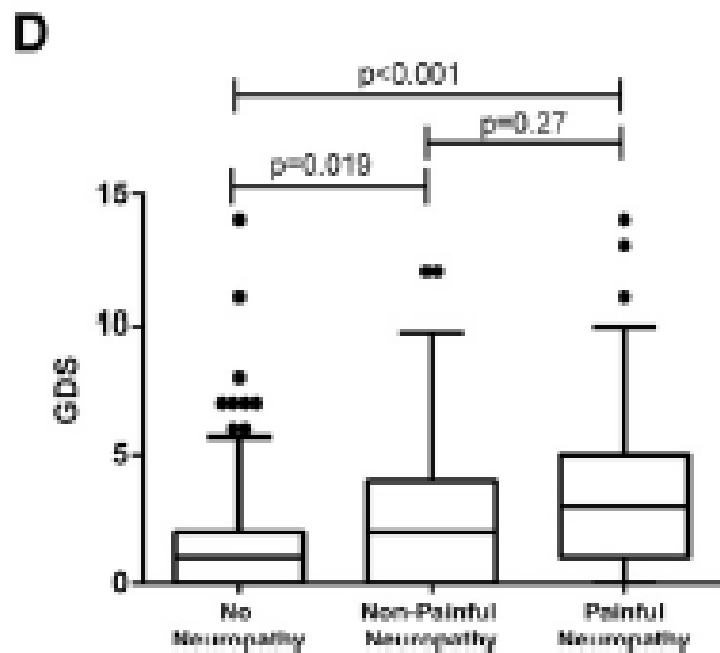 D
p<0.001
p=0.27
p=0.019
15
10
5
0
GDS
No
Neuropathy
Non-Painful
Neuropathy
Painful
Neuropathy